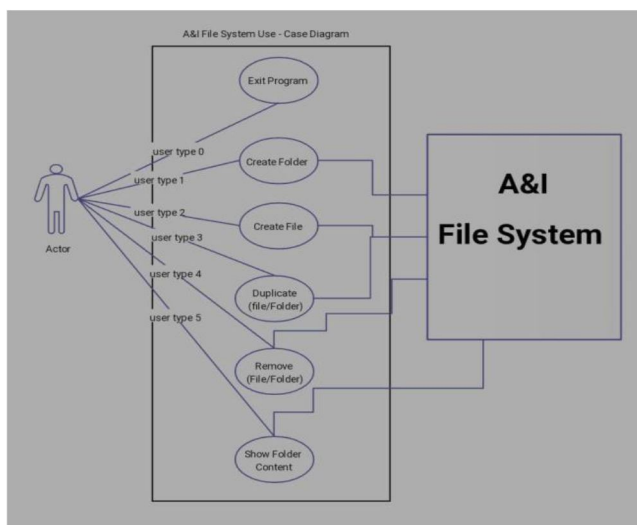 A&I File System Use - Case Diagram
Exit Program
user type 0
Create Folder
user type 1
user type 2
Create File
user type 3
Actor
user type 4
Duplicate
(file/Folder)
user type 5
Remove
(File/Folder)
Show Folder
Content
A&I
File System